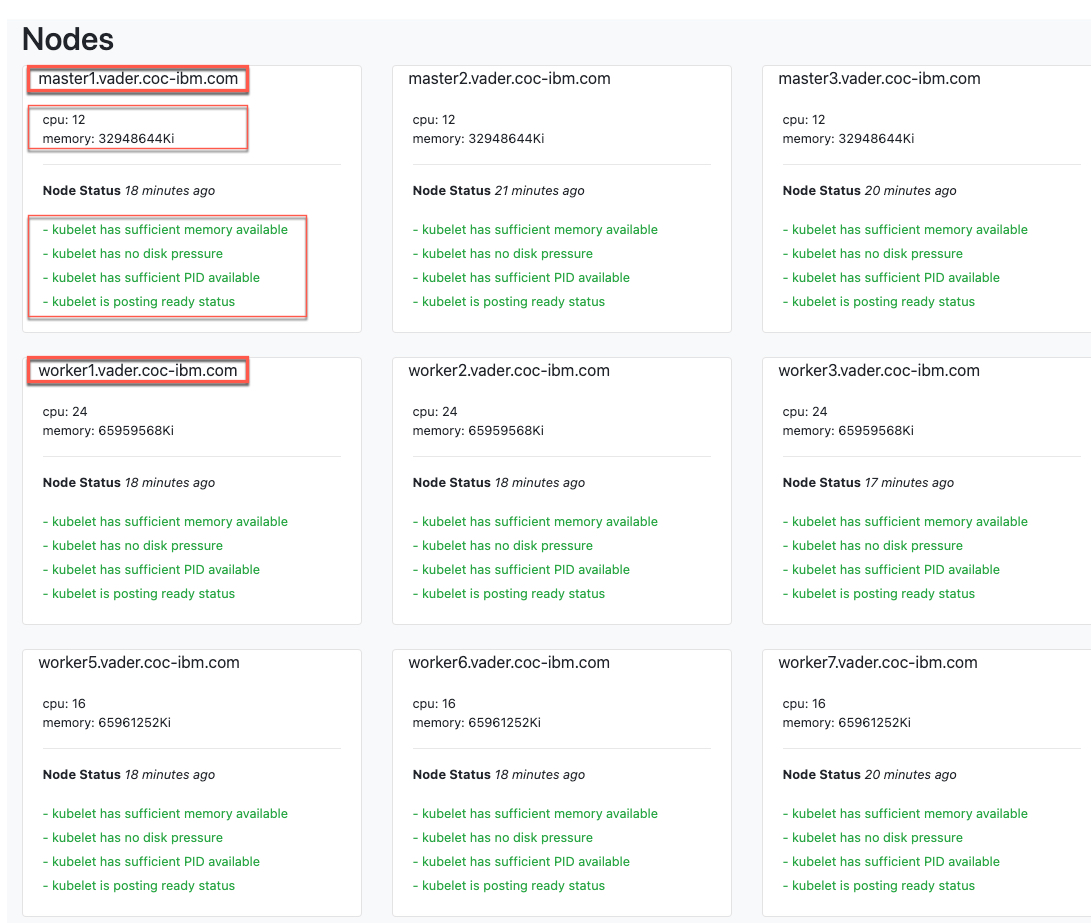 Nodes
master1.vader.coc-ibm.com
cpu: 12
memory: 32948644Ki
Node Status 18 minutes ago
- kubelet has sufficient memory available
- kubelet has no disk pressure
- kubelet has sufficient PID available
- kubelet is posting ready status
master2.vader.coc-ibm.com
cpu: 12
memory: 32948644Ki
Node Status 21 minutes ago
- kubelet has sufficient memory available
- kubelet has no disk pressure
- kubelet has sufficient PID available
- kubelet is posting ready status
master3.vader.coc-ibm.com
cpu: 12
memory: 32948644Ki
Node Status 20 minutes ago
- kubelet has sufficient memory available
- kubelet has no disk pressure
- kubelet has sufficient PID available
- kubelet is posting ready status
worker1.vader.coc-ibm.com
cpu: 24
memory: 65959568Ki
Node Status 18 minutes ago
- kubelet has sufficient memory available
- kubelet has no disk pressure
- kubelet has sufficient PID available
- kubelet is posting ready status
worker2.vader.coc-ibm.com
cpu: 24
memory: 65959568Ki
Node Status 18 minutes ago
- kubelet has sufficient memory available
- kubelet has no disk pressure
- kubelet has sufficient PID available
- kubelet is posting ready status
worker3.vader.coc-ibm.com
cpu: 24
memory: 65959568Ki
Node Status 17 minutes ago
- kubelet has sufficient memory available
- kubelet has no disk pressure
- kubelet has sufficient PID available
- kubelet is posting ready status
worker5.vader.coc-ibm.com
cpu: 16
memory: 65961252Ki
Node Status 18 minutes ago
- kubelet has sufficient memory available
- kubelet has no disk pressure
- kubelet has sufficient PID available
- kubelet is posting ready status
worker6.vader.coc-ibm.com
cpu: 16
memory: 65961252Ki
Node Status 18 minutes ago
- kubelet has sufficient memory available
- kubelet has no disk pressure
- kubelet has sufficient PID available
- kubelet is posting ready status
worker7.vader.coc-ibm.com
cpu: 16
memory: 65961252Ki
Node Status 20 minutes ago
- kubelet has sufficient memory available
- kubelet has no disk pressure
- kubelet has sufficient PID available
- kubelet is posting ready status